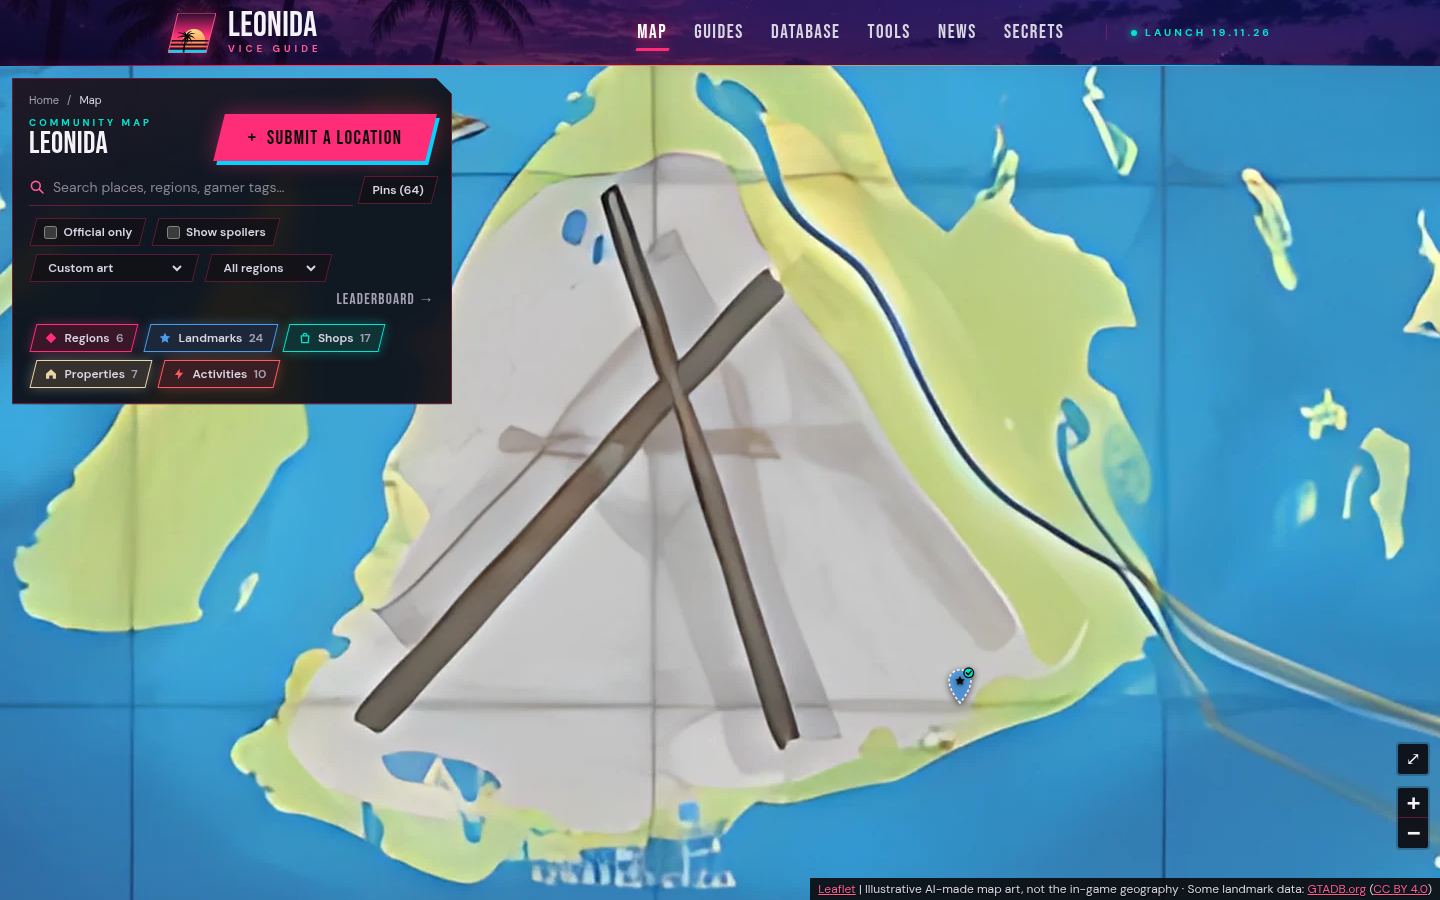 LEONIDA
VICE GUIDE
MAP
GUIDES
DATABASE
TOOLS
NEWS
SECRETS
LAUNCH 19.11.26
Home / Map
COMMUNITY MAP
LEONIDA
+ SUBMIT A LOCATION
Search places, regions, gamer tags...
Pins (64)
Official only
Show spoilers
Custom art
All regions
LEADERBOARD →
Regions 6
Landmarks 24
Shops 17
Properties 7
Activities 10
+
−
Leaflet | Illustrative AI-made map art, not the in-game geography · Some landmark data: GTADB.org (CC BY 4.0)